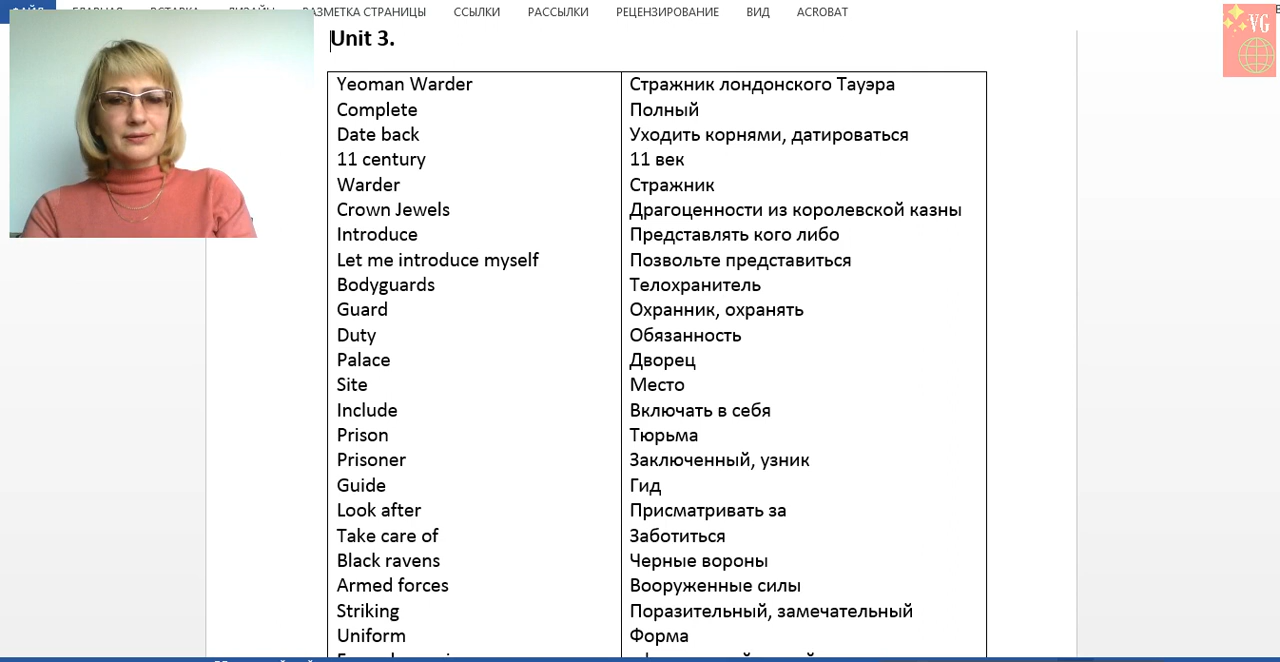 ФАЙЛ ГЛАВНАЯ ВСТАВКА ДИЗАЙН РАЗМЕТКА СТРАНИЦЫ ССЫЛКИ РАССЫЛКИ РЕЦЕНЗИРОВАНИЕ ВИД ACROBAT
VG
Unit 3.
Yeoman Warder Стражник лондонского Тауэра
Complete Полный
Date back Уходить корнями, датироваться
11 century 11 век
Warder Стражник
Crown Jewels Драгоценности из королевской казны
Introduce Представлять кого либо
Let me introduce myself Позвольте представиться
Bodyguards Телохранитель
Guard Охранник, охранять
Duty Обязанность
Palace Дворец
Site Место
Include Включать в себя
Prison Тюрьма
Prisoner Заключенный, узник
Guide Гид
Look after Присматривать за
Take care of Заботиться
Black ravens Черные вороны
Armed forces Вооруженные силы
Striking Поразительный, замечательный
Uniform Форма